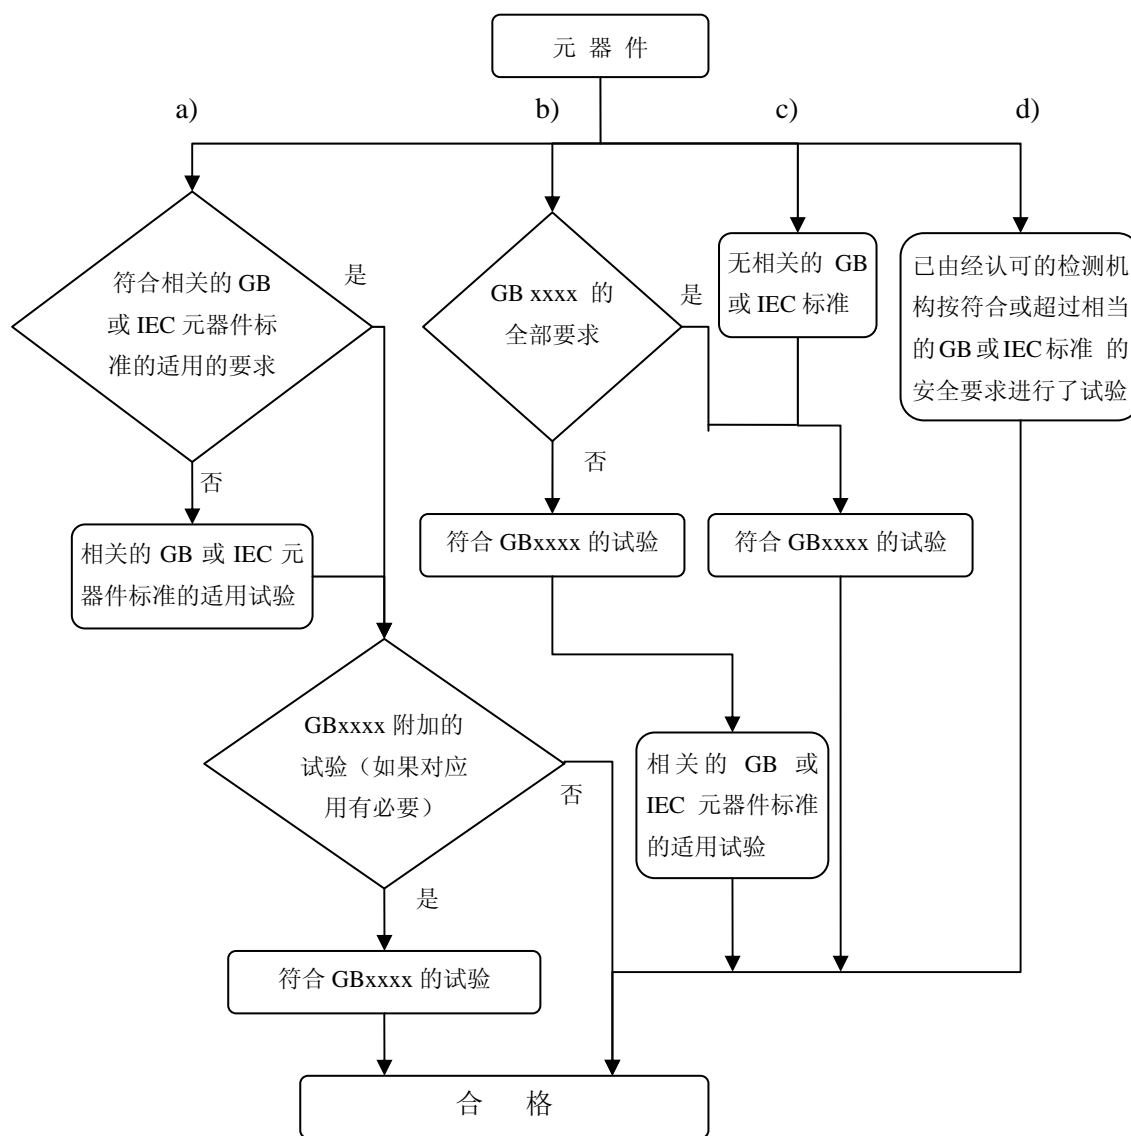 元 器 件
a)
b)
c)
d)
符合相关的 GB
或 IEC 元器件标
准的适用的要求
是
否
相关的 GB 或 IEC 元
器件标准的适用试验
GB xxxx 的
全部要求
是
否
无相关的 GB
或 IEC 标准
已由经认可的检测机
构按符合或超过相当
的 GB 或 IEC 标准 的
安全要求进行了试验
符合 GBxxxx 的试验
符合 GBxxxx 的试验
GBxxxx 附加的
试验（如果对应
用有必要）
否
是
相关的 GB 或
IEC 元器件标准
的适用试验
符合 GBxxxx 的试验
合 格